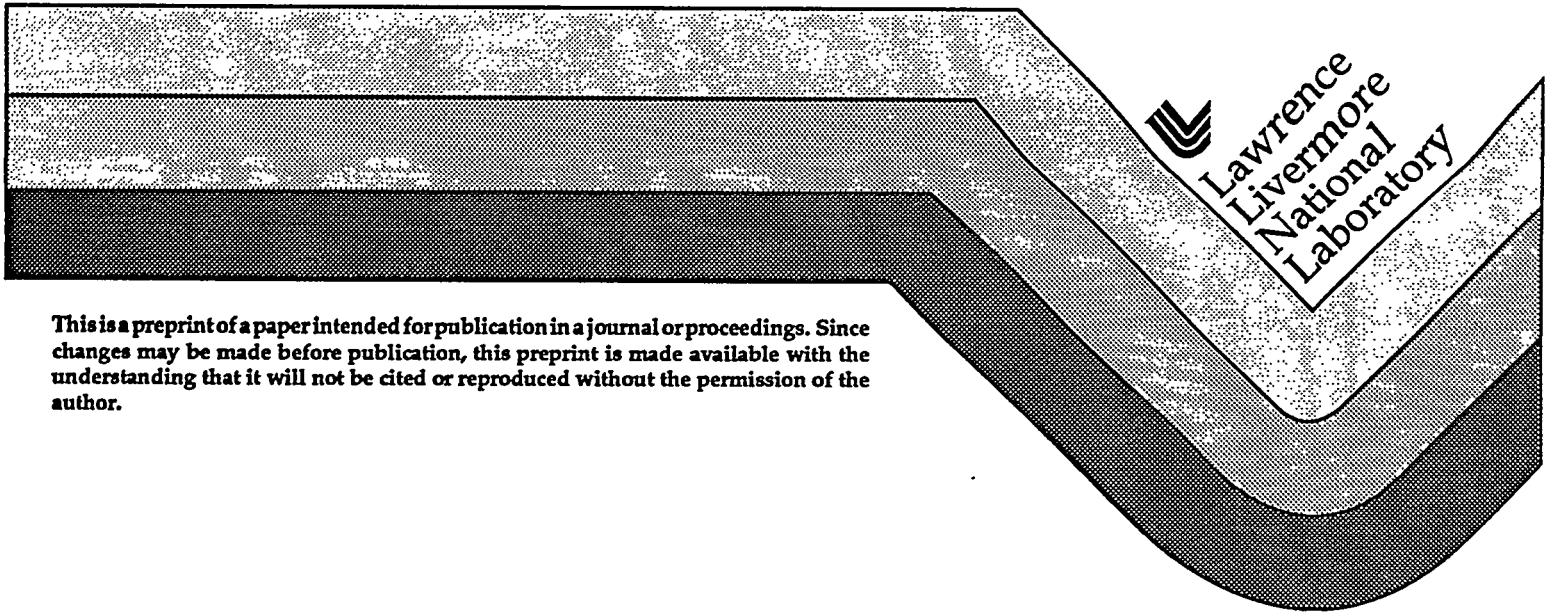 Lawrence
Livermore
National
Laboratory
This is a preprint of a paper intended for publication in a journal or proceedings. Since
changes may be made before publication, this preprint is made available with the
understanding that it will not be cited or reproduced without the permission of the
author.